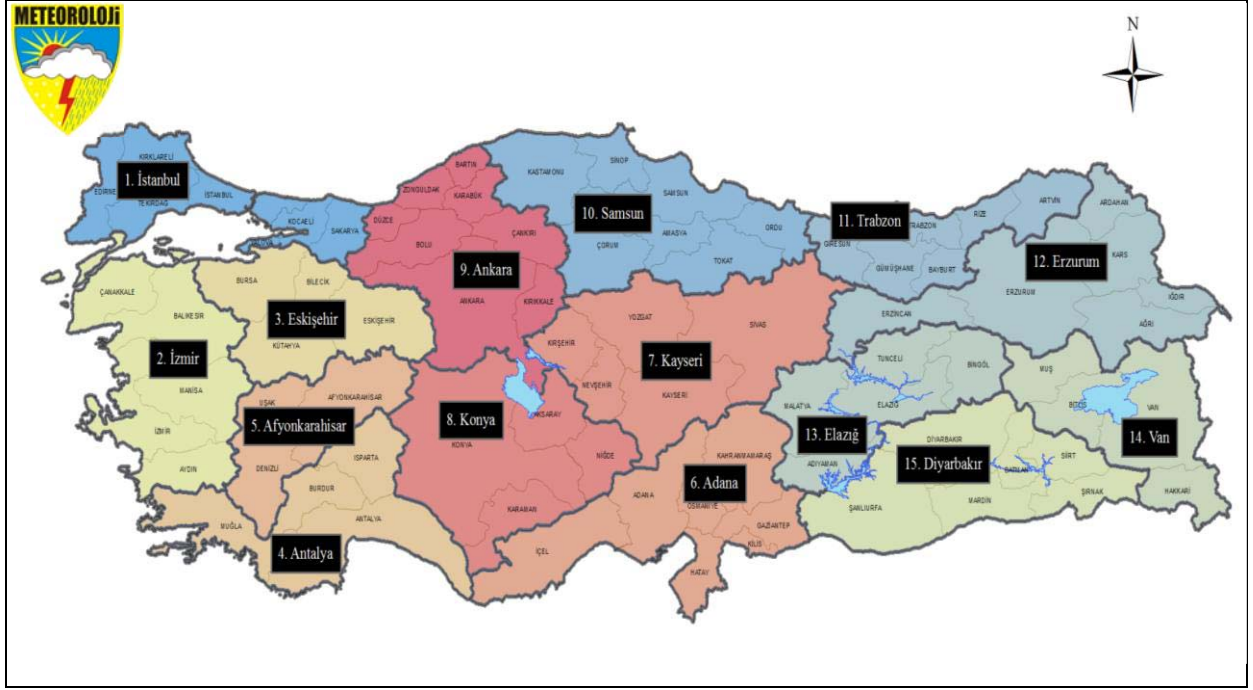 METEOROLOJİ
N
KIRKLARELİ
1. İstanbul
EDİRNE
İSTANBUL
TEKİRDAĞ
KOCAELİ
SAKARYA
BARTIN
ZONGULDAK
KARABÜK
DÜZCE
BOLU
ÇANKIRI
9. Ankara
ANKARA
KIRIKKALE
KASTAMONU
SİNOP
SAMSUN
10. Samsun
ÇORUM
AMASYA
ORDU
TOKAT
11. Trabzon
TRABZON
RİZE
ARTVİN
GİRESUN
GÜMÜŞHANE
BAYBURT
ARDAHAN
KARS
12. Erzurum
ERZURUM
IĞDIR
AĞRI
ERZİNCAN
ÇANAKKALE
BALIKESİR
2. İzmir
MANİSA
İZMİR
AYDIN
BURSA
BİLECİK
3. Eskişehir
ESKİŞEHİR
KÜTAHYA
UŞAK
AFYONKARAHİSAR
5. Afyonkarahisar
DENİZLİ
ISPARTA
BURDUR
MUĞLA
ANTALYA
4. Antalya
8. Konya
KONYA
AKSARAY
NİĞDE
KARAMAN
YOZGAT
SİVAS
KIRŞEHİR
7. Kayseri
NEVŞEHİR
KAYSERİ
KAHRAMANMARAŞ
6. Adana
ADANA
OSMANİYE
GAZİANTEP
KİLİS
İÇEL
HATAY
TUNCELİ
BİNGÖL
MALATYA
ELAZIĞ
13. Elazığ
ADIYAMAN
MUŞ
BİTLİS
VAN
14. Van
HAKKARİ
DİYARBAKIR
15. Diyarbakır
SİİRT
BATMAN
MARDİN
ŞIRNAK
ŞANLIURFA